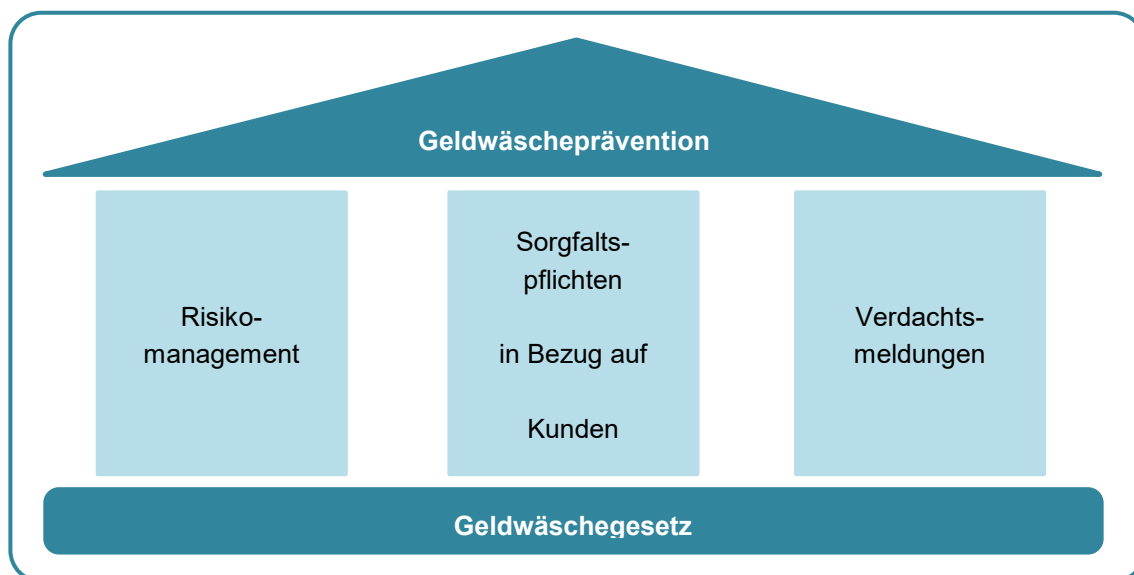 Geldwäscheprävention
Risiko-
management
Sorgfalts-
pflichten
in Bezug auf
Kunden
Verdachts-
meldungen
Geldwäschegesetz